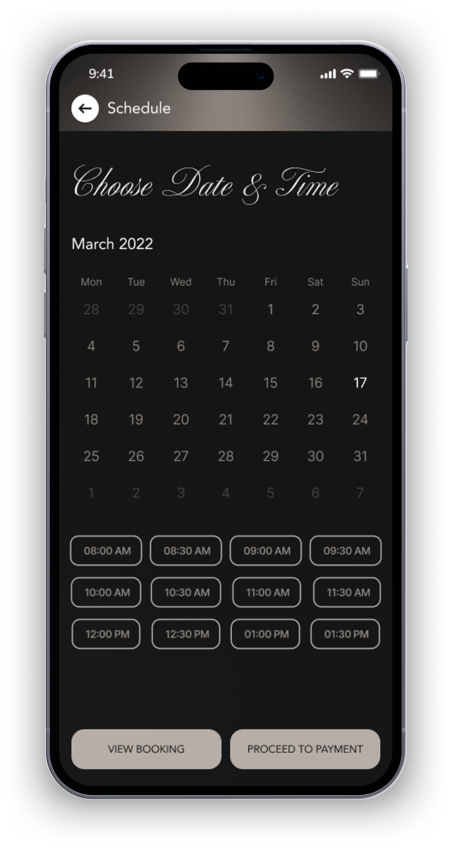 9:41
Schedule
Choose Date & Time
March 2022
Mon Tue Wed Thu Fri Sat Sun
28 29 30 31 1 2 3
4 5 6 7 8 9 10
11 12 13 14 15 16 17
18 19 20 21 22 23 24
25 26 27 28 29 30 31
1 2 3 4 5 6 7
08:00 AM 08:30 AM 09:00 AM 09:30 AM
10:00 AM 10:30 AM 11:00 AM 11:30 AM
12:00 PM 12:30 PM 01:00 PM 01:30 PM
VIEW BOOKING PROCEED TO PAYMENT